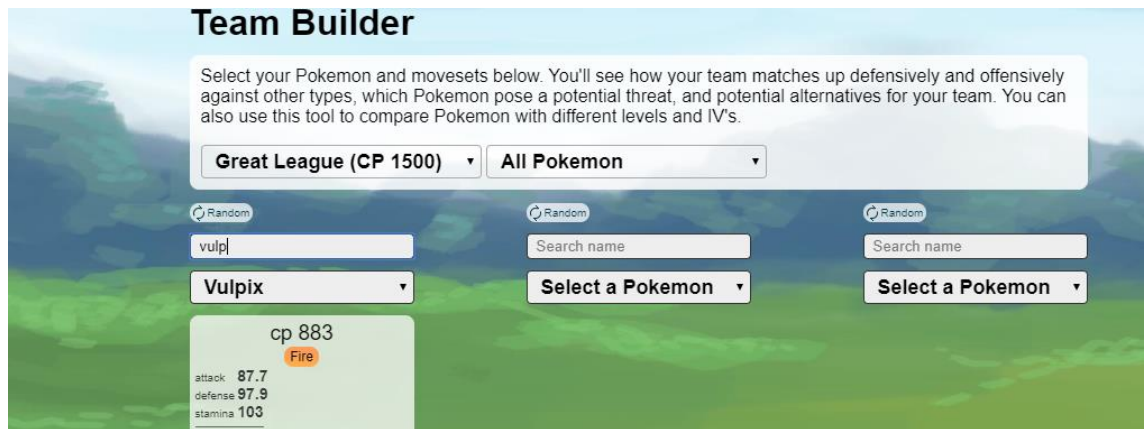 Team Builder
Select your Pokemon and movesets below. You'll see how your team matches up defensively and offensively
against other types, which Pokemon pose a potential threat, and potential alternatives for your team. You can
also use this tool to compare Pokemon with different levels and IV's.
Great League (CP 1500) All Pokemon
Random Random Random
vulp Search name Search name
Vulpix Select a Pokemon Select a Pokemon
cp 883
Fire
attack 87.7
defense 97.9
stamina 103